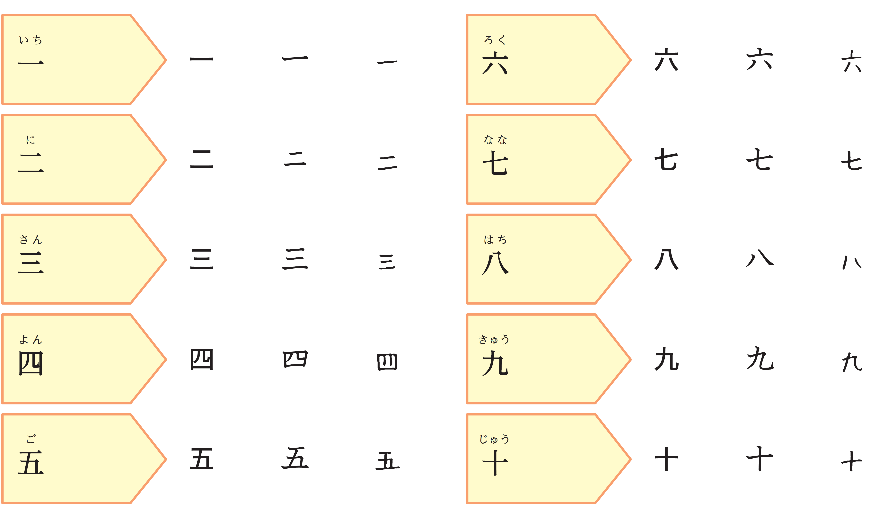 いち
一 一 一 一
に
二 二 二 二
さん
三 三 三 三
よん
四 四 四 四
ご
五 五 五 五
ろく
六 六 六 六
なな
七 七 七 七
はち
八 八 八 八
きゅう
九 九 九 九
じゅう
十 十 十 十